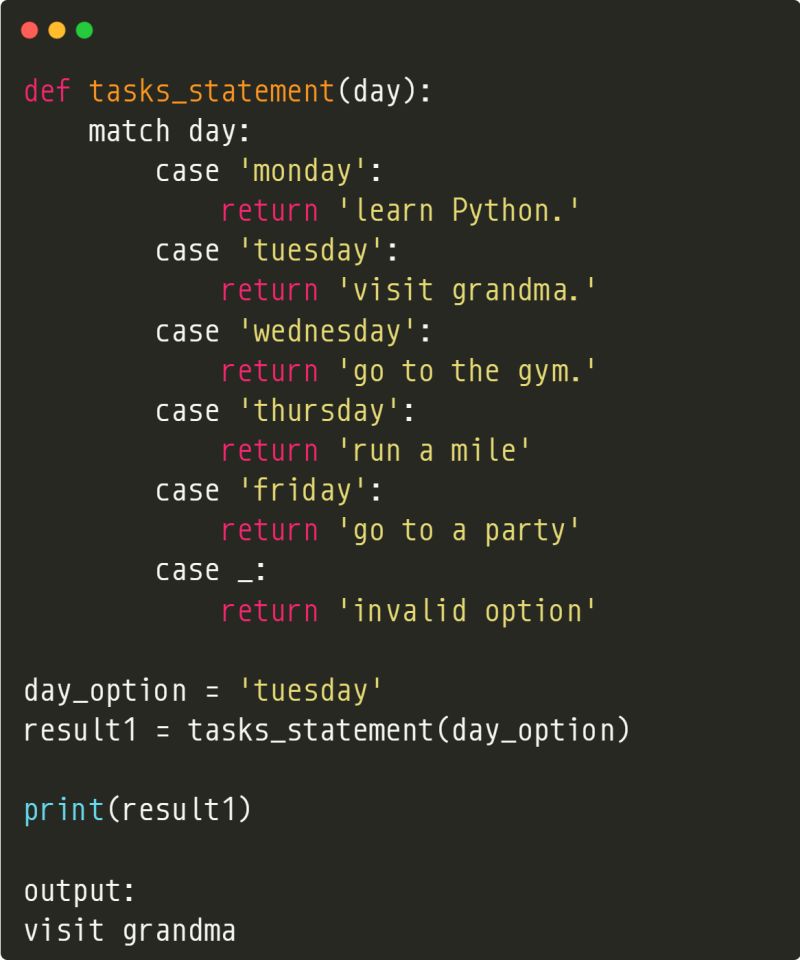 def tasks_statement(day):
    match day:
        case 'monday':
            return 'learn Python.'
        case 'tuesday':
            return 'visit grandma.'
        case 'wednesday':
            return 'go to the gym.'
        case 'thursday':
            return 'run a mile'
        case 'friday':
            return 'go to a party'
        case _:
            return 'invalid option'

day_option = 'tuesday'
result1 = tasks_statement(day_option)

print(result1)

output:
visit grandma